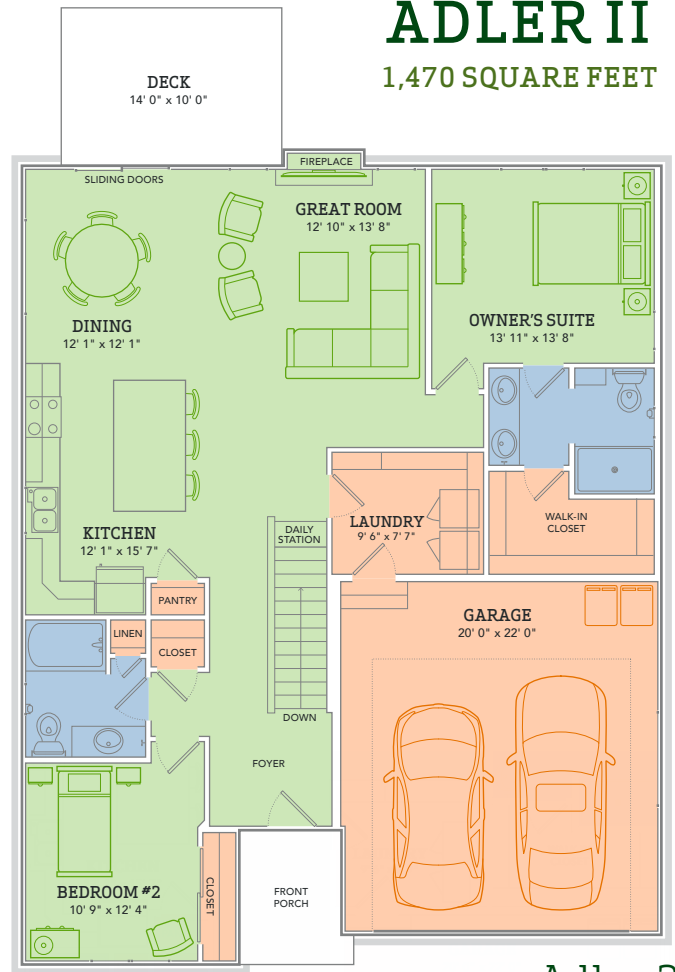 ADLER II
1,470 SQUARE FEET
DECK
14' 0" x 10' 0"
FIREPLACE
SLIDING DOORS
GREAT ROOM
12' 10" x 13' 8"
DINING
12' 1" x 12' 1"
OWNER'S SUITE
13' 11" x 13' 8"
KITCHEN
12' 1" x 15' 7"
DAILY
STATION
LAUNDRY
9' 6" x 7' 7"
WALK-IN
CLOSET
PANTRY
LINEN
CLOSET
GARAGE
20' 0" x 22' 0"
DOWN
FOYER
BEDROOM #2
10' 9" x 12' 4"
CLOSET
FRONT
PORCH